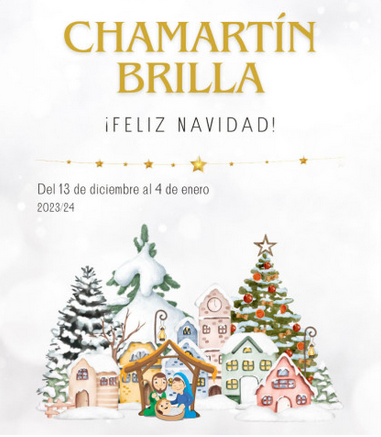 CHAMARTÍN
BRILLA
¡FELIZ NAVIDAD!
Del 13 de diciembre al 4 de enero
2023/24